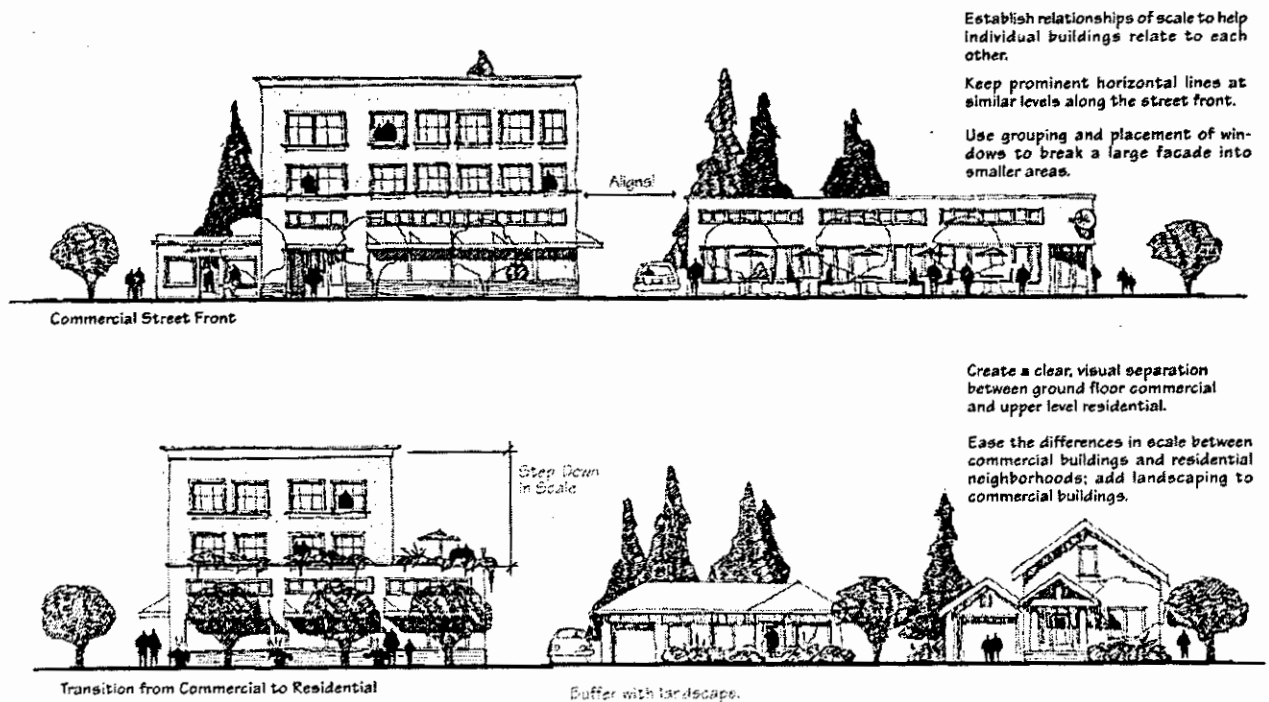 Establish relationships of scale to help
individual buildings relate to each
other.
Keep prominent horizontal lines at
similar levels along the street front.
Use grouping and placement of win-
dows to break a large facade into
smaller areas.
Aligns!
Commercial Street Front
Create a clear, visual separation
between ground floor commercial
and upper level residential.
Ease the differences in scale between
commercial buildings and residential
neighborhoods; add landscaping to
commercial buildings.
Step Down
in Scale
Transition from Commercial to Residential
Buffer with landscape.